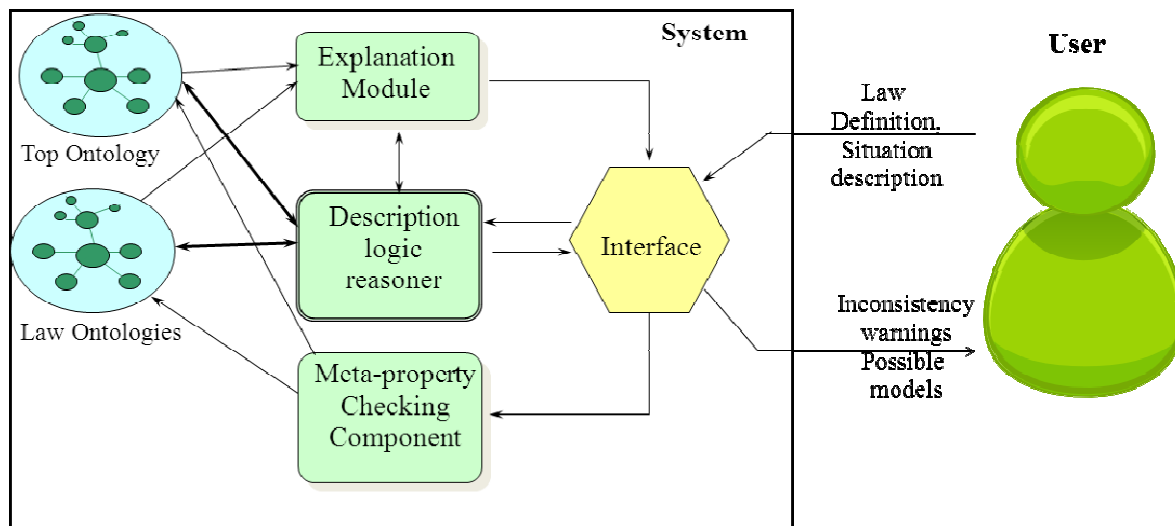 System
User
Explanation
Module
Law
Definition,
Situation
description
Top Ontology
Description
logic
reasoner
Interface
Law Ontologies
Inconsistency
warnings
Possible
models
Meta-property
Checking
Component